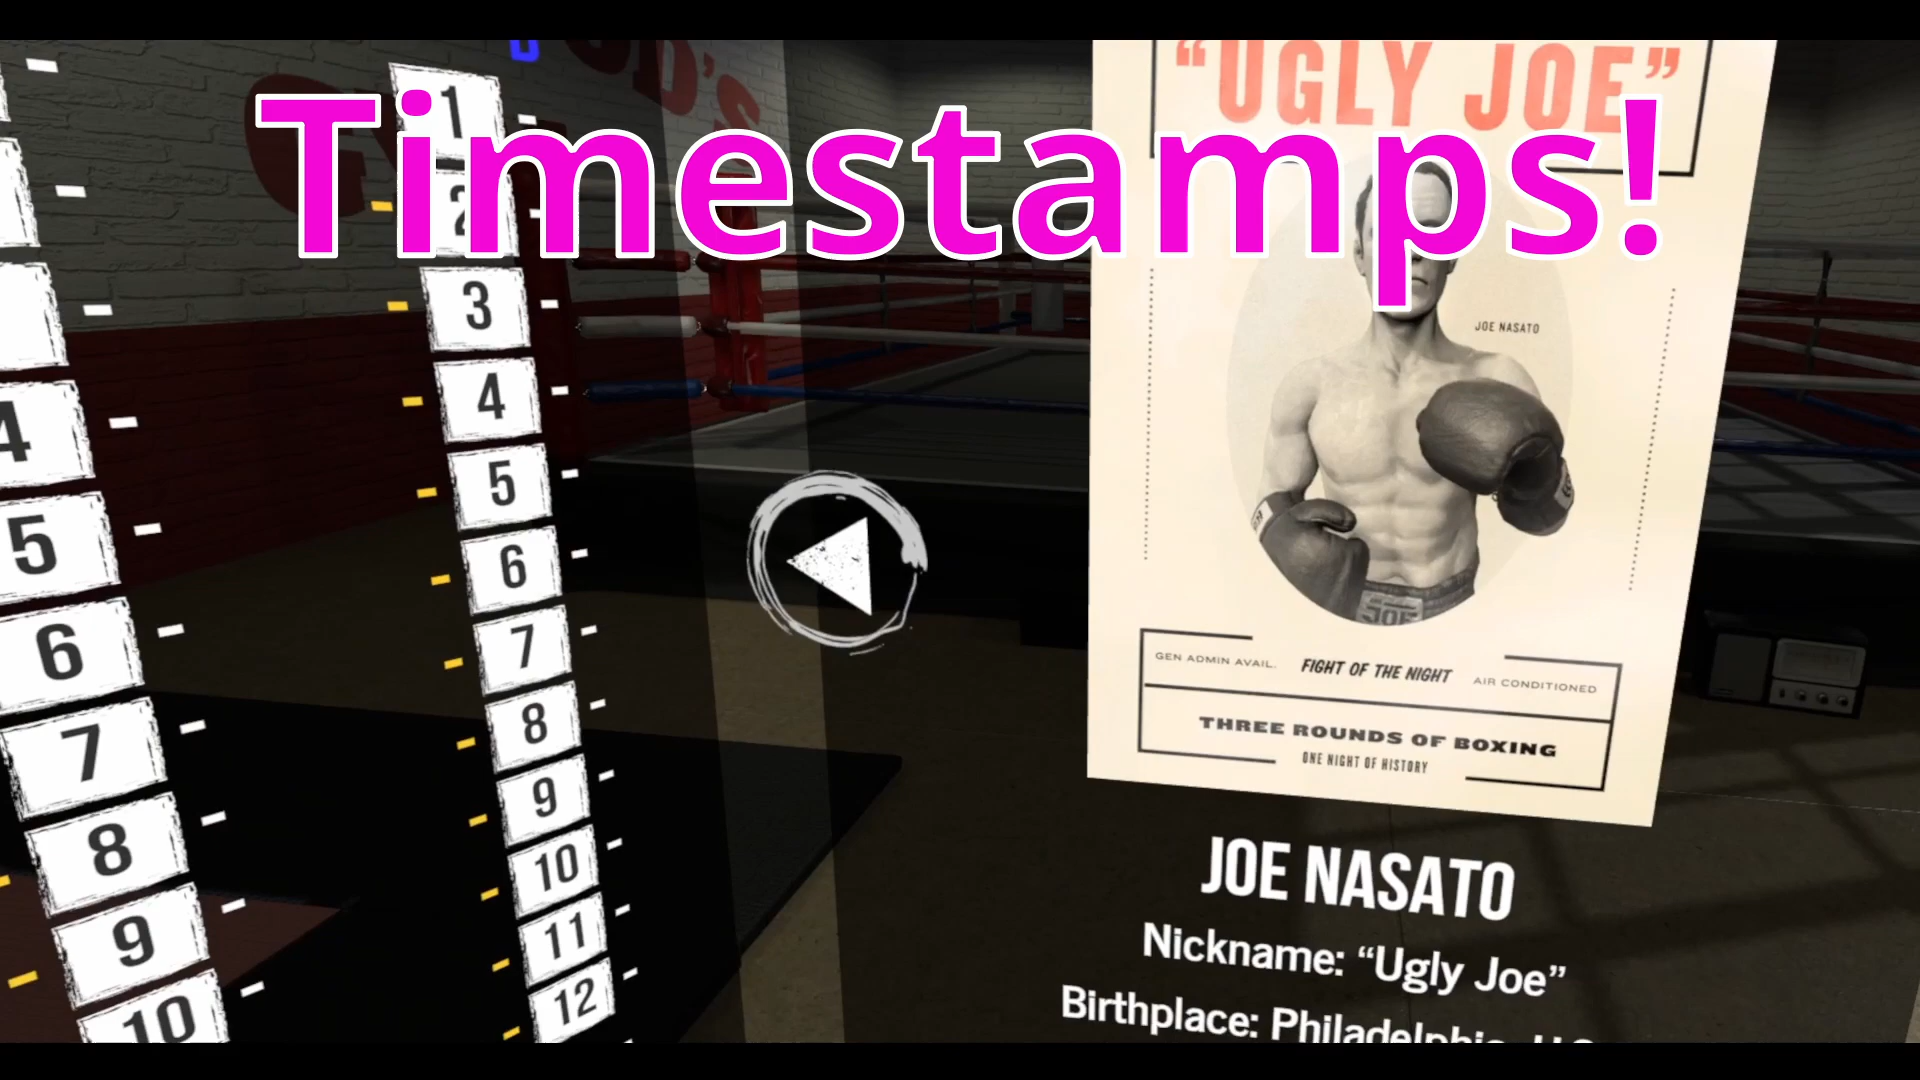 Timestamps!
"UGLY JOE"
JOE NASATO
JOE
GEN ADMIN AVAIL.
FIGHT OF THE NIGHT
AIR CONDITIONED
THREE ROUNDS OF BOXING
ONE NIGHT OF HISTORY
JOE NASATO
Nickname: “Ugly Joe”
Birthplace: Philadelphia,
4
5
6
7
8
9
10
1
2
3
4
5
6
7
8
9
10
11
12